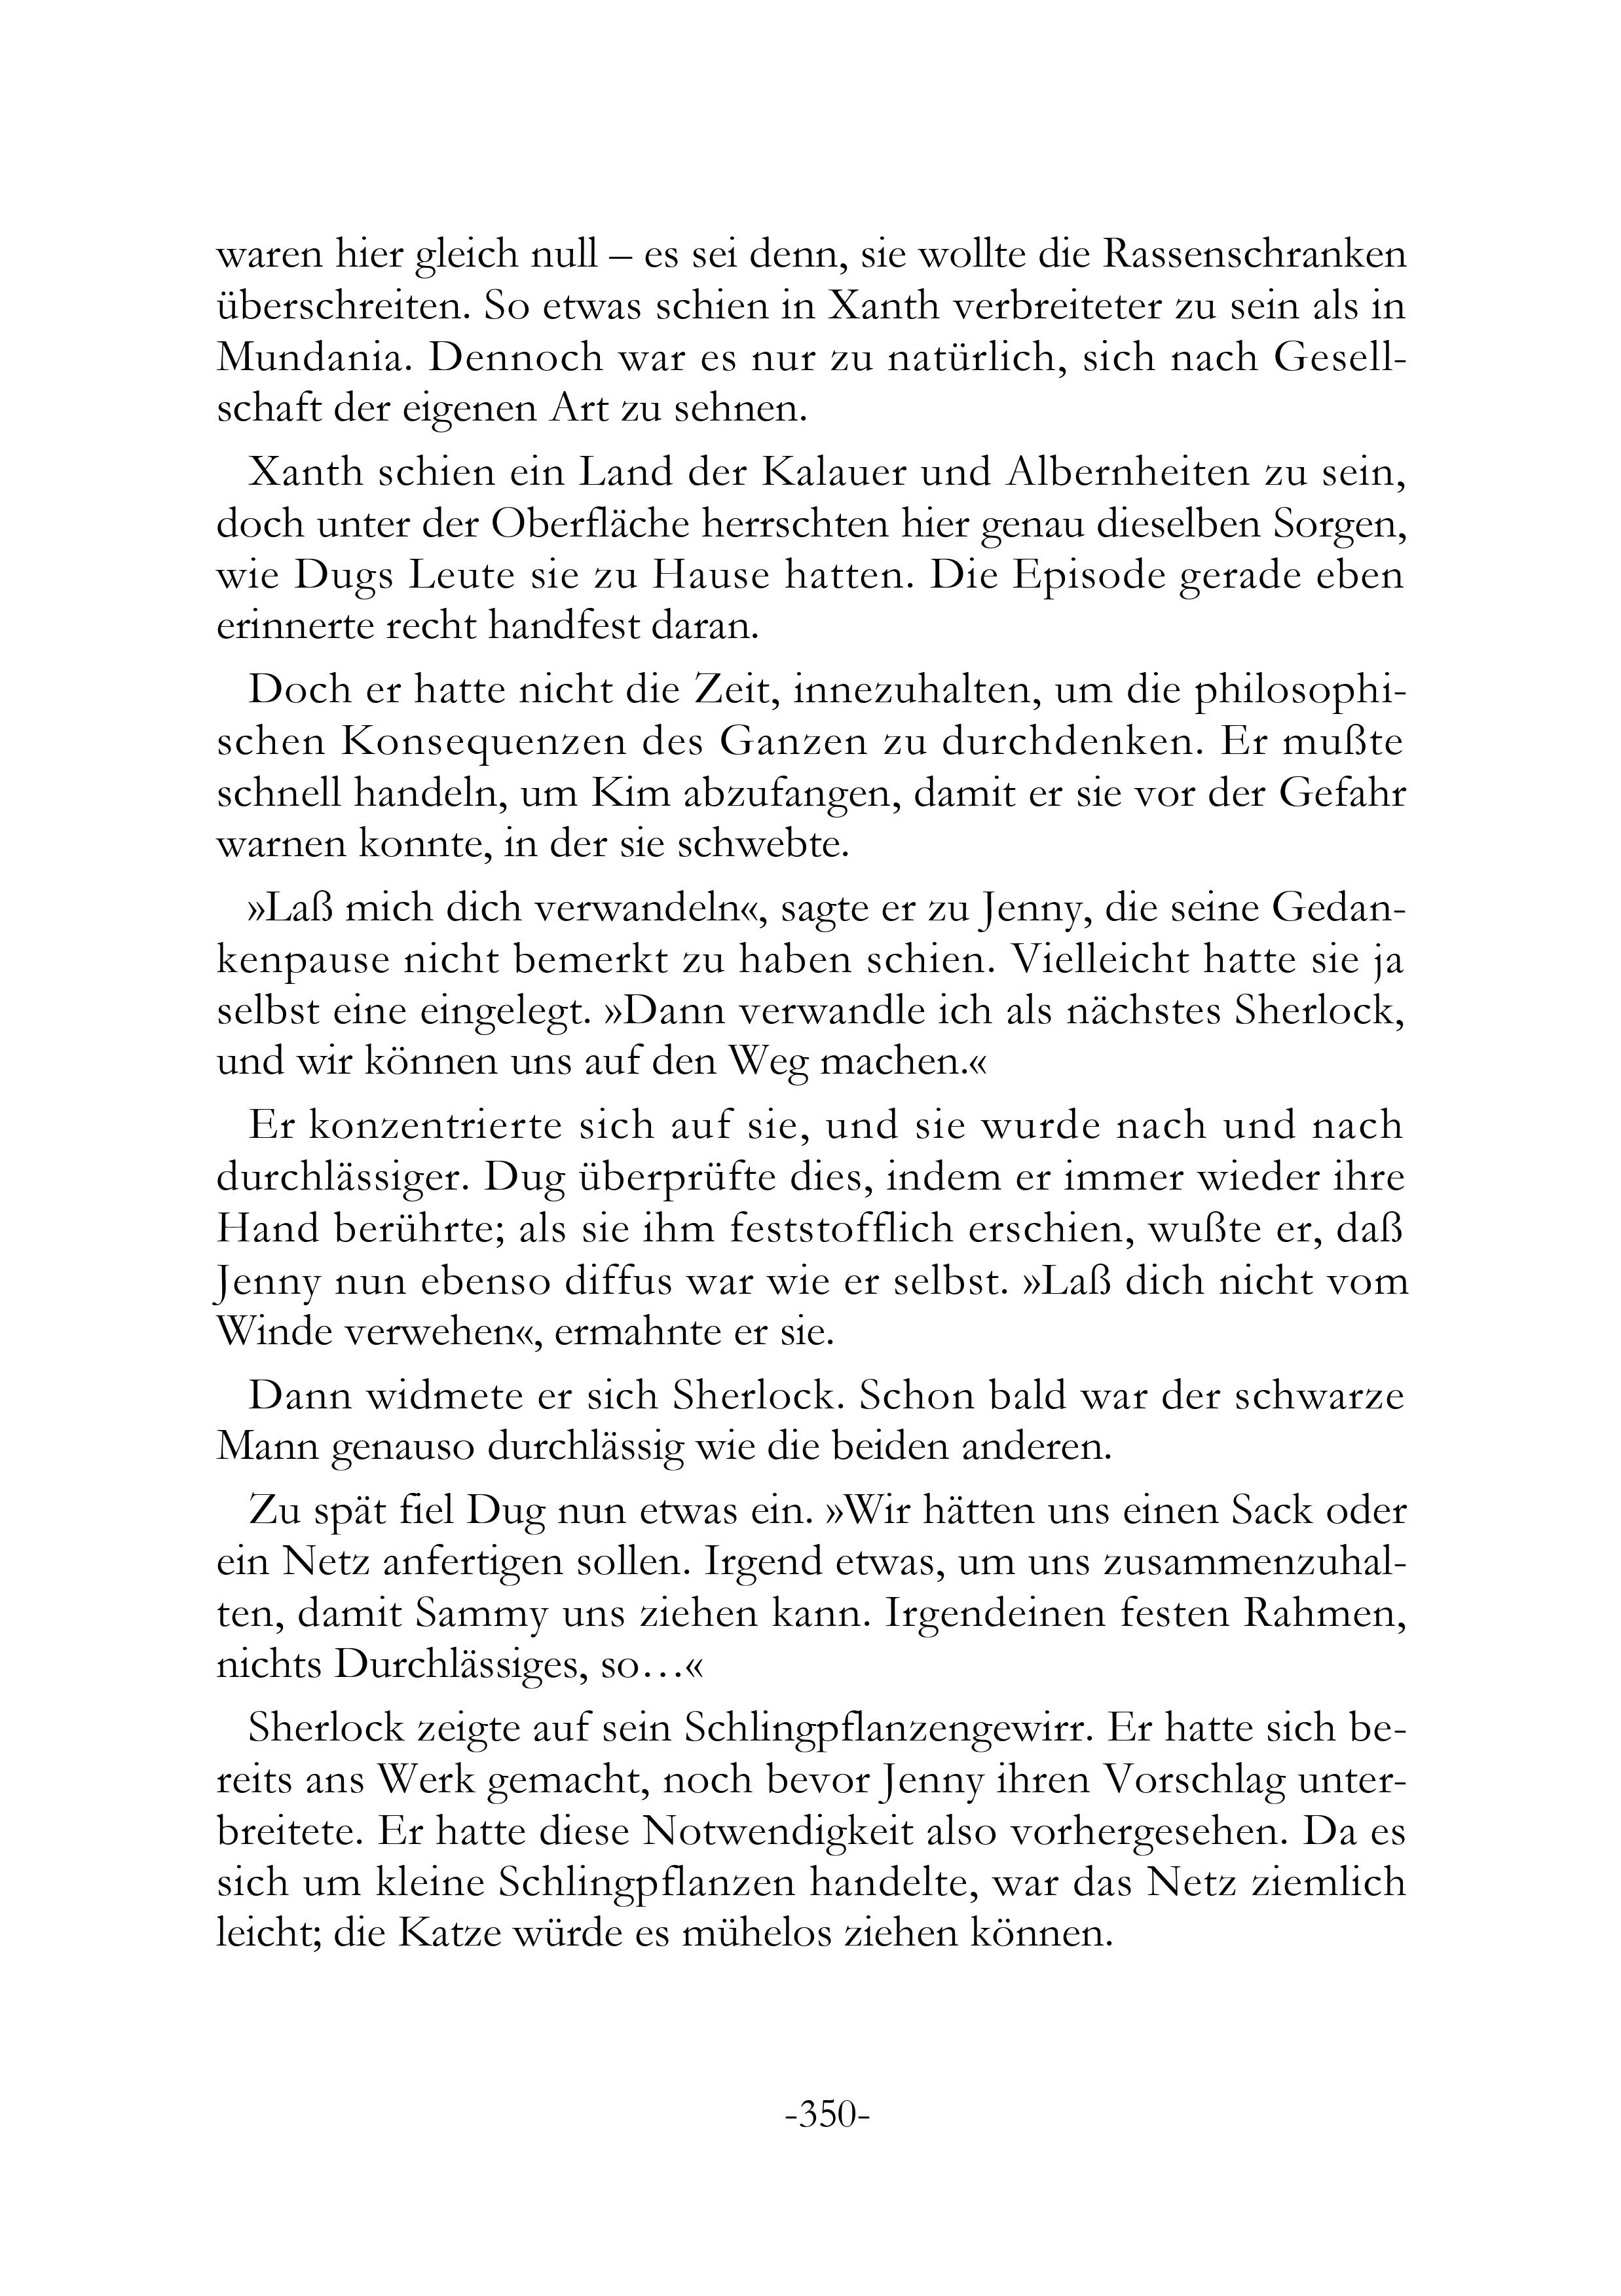 waren hier gleich null – es sei denn, sie wollte die Rassenschranken
überschreiten. So etwas schien in Xanth verbreiteter zu sein als in
Mundania. Dennoch war es nur zu natürlich, sich nach Gesell-
schaft der eigenen Art zu sehnen.
Xanth schien ein Land der Kalauer und Albernheiten zu sein,
doch unter der Oberfläche herrschten hier genau dieselben Sorgen,
wie Dugs Leute sie zu Hause hatten. Die Episode gerade eben
erinnerte recht handfest daran.
Doch er hatte nicht die Zeit, innezuhalten, um die philosophi-
schen Konsequenzen des Ganzen zu durchdenken. Er mußte
schnell handeln, um Kim abzufangen, damit er sie vor der Gefahr
warnen konnte, in der sie schwebte.
»Laß mich dich verwandeln«, sagte er zu Jenny, die seine Gedan-
kenpause nicht bemerkt zu haben schien. Vielleicht hatte sie ja
selbst eine eingelegt. »Dann verwandle ich als nächstes Sherlock,
und wir können uns auf den Weg machen.«
Er konzentrierte sich auf sie, und sie wurde nach und nach
durchlässiger. Dug überprüfte dies, indem er immer wieder ihre
Hand berührte; als sie ihm feststofflich erschien, wußte er, daß
Jenny nun ebenso diffus war wie er selbst. »Laß dich nicht vom
Winde verwehen«, ermahnte er sie.
Dann widmete er sich Sherlock. Schon bald war der schwarze
Mann genauso durchlässig wie die beiden anderen.
Zu spät fiel Dug nun etwas ein. »Wir hätten uns einen Sack oder
ein Netz anfertigen sollen. Irgend etwas, um uns zusammenzuhal-
ten, damit Sammy uns ziehen kann. Irgendeinen festen Rahmen,
nichts Durchlässiges, so…«
Sherlock zeigte auf sein Schlingpflanzengewirr. Er hatte sich be-
reits ans Werk gemacht, noch bevor Jenny ihren Vorschlag unter-
breitete. Er hatte diese Notwendigkeit also vorhergesehen. Da es
sich um kleine Schlingpflanzen handelte, war das Netz ziemlich
leicht; die Katze würde es mühelos ziehen können.
-350-